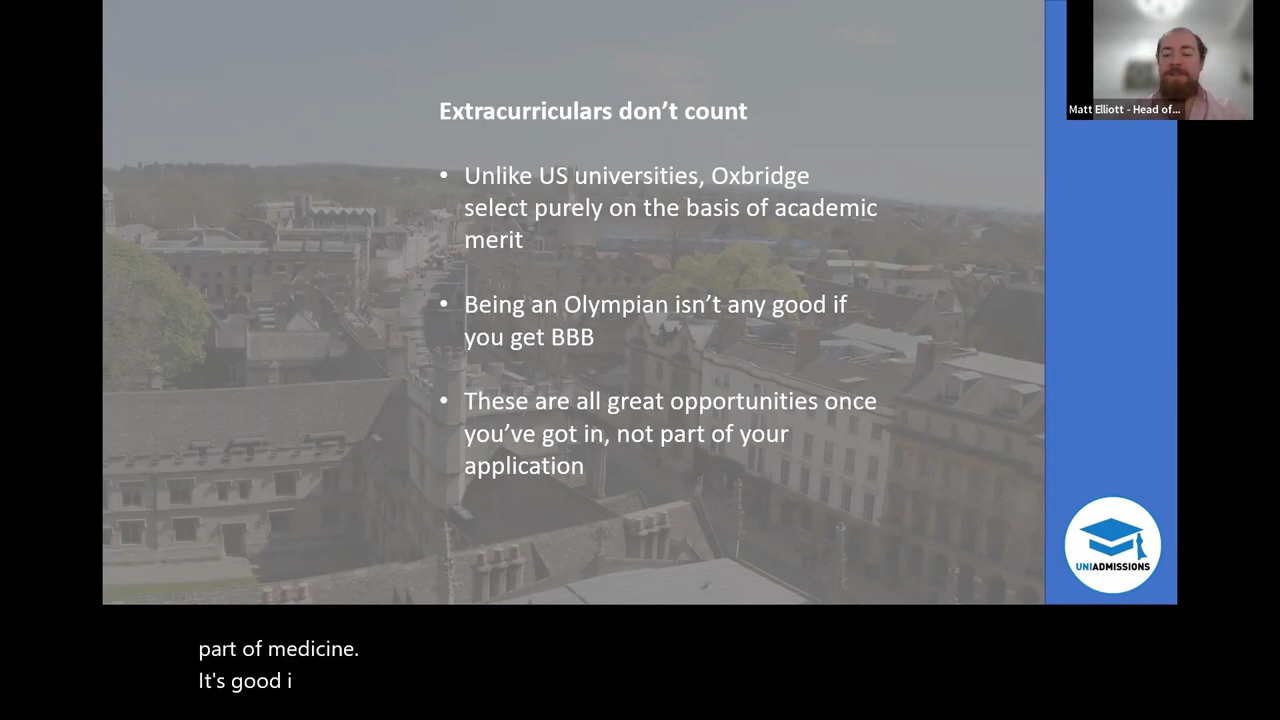 Extracurriculars don’t count
• Unlike US universities, Oxbridge
select purely on the basis of academic
merit
• Being an Olympian isn’t any good if
you get BBB
• These are all great opportunities once
you’ve got in, not part of your
application
Matt Elliott - Head of...
UNIADMISSIONS
part of medicine.
It's good i